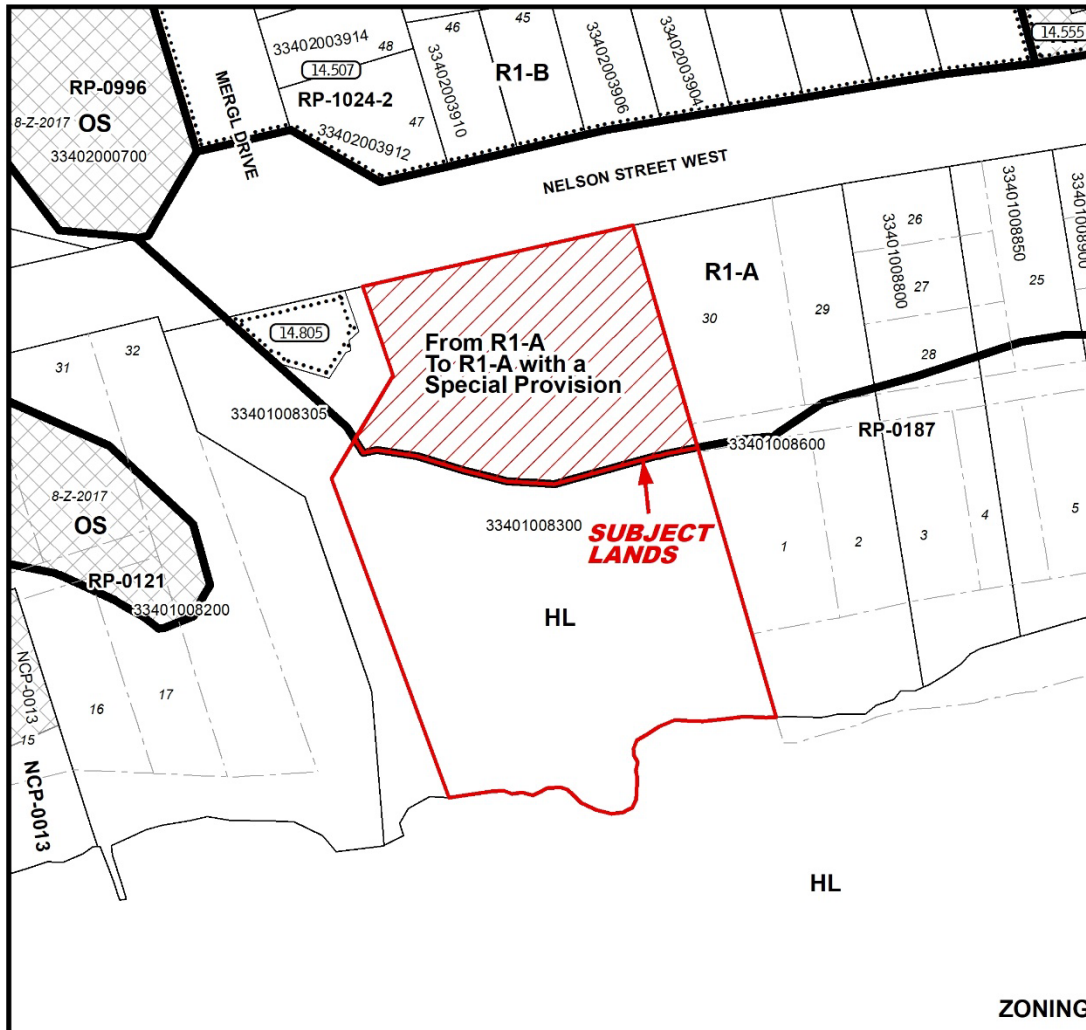 45
46
14.555
33402003914
48
14.507
RP-0996
R1-B
MERGL DRIVE
RP-1024-2
33402003910
33402003906
33402003904
8-Z-2017
OS
47
33402000700
33402003912
NELSON STREET WEST
26
33401008800
33401008850
33401008900
R1-A
27
25
30
29
14.805
From R1-A
To R1-A with a
Special Provision
28
32
31
33401008305
RP-0187
33401008600
8-Z-2017
OS
33401008300
SUBJECT
LANDS
1
2
3
4
5
RP-0121
33401008200
HL
NCP-0013
16
17
15
NCP-0013
HL
ZONING